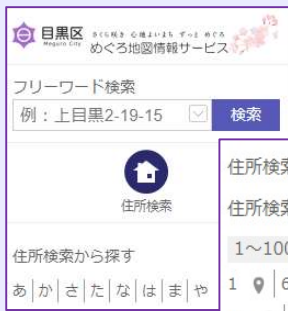 目黒区 さくら咲き 心地よいまち ずっと めぐろ
Meguro City めぐろ地図情報サービス
フリーワード検索
例：上目黒2-19-15 検索
住所検索
住所検索から探す
あ|か|さ|た|な|は|ま|や
住所検索
住所検索
1～100
1 6